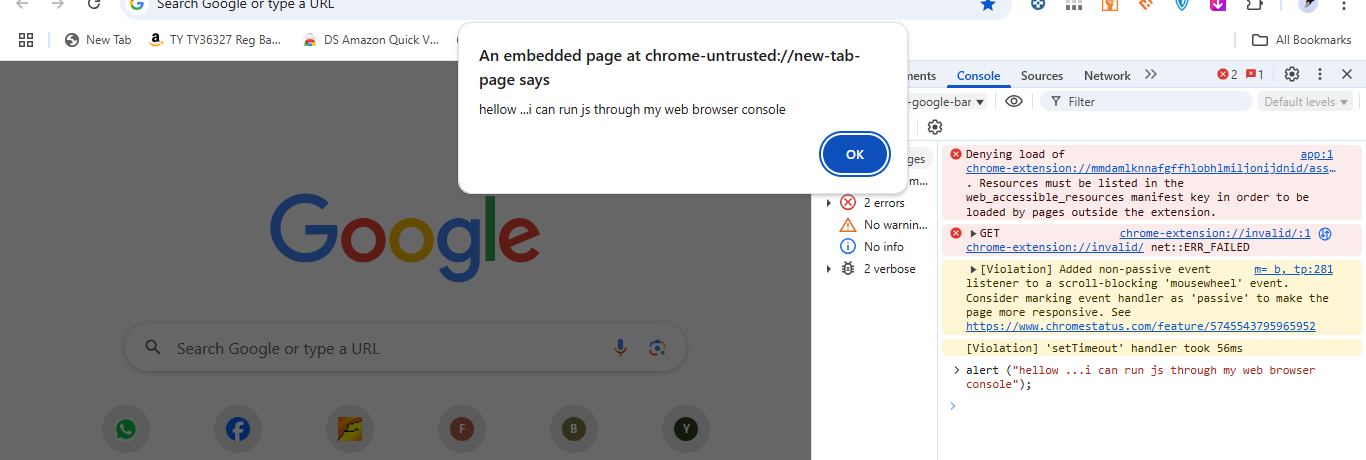 Search Google or type a URL
New Tab
TY TY36327 Reg Ba...
DS Amazon Quick V...
All Bookmarks
An embedded page at chrome-untrusted://new-tab-
page says
hellow ...i can run js through my web browser console
OK
ments
Console
Sources
Network
2
1
-google-bar
Filter
Default levels
ges
m...
2 errors
No warnin...
No info
2 verbose
Denying load of app:1
chrome-extension://mmdamlknnafgffhlobhlmiljonijdnid/ass…
. Resources must be listed in the
web_accessible_resources manifest key in order to be
loaded by pages outside the extension.
GET chrome-extension://invalid/:1
chrome-extension://invalid/ net::ERR_FAILED
[Violation] Added non-passive event m=_b,_tp:281
listener to a scroll-blocking 'mousewheel' event.
Consider marking event handler as 'passive' to make the
page more responsive. See
https://www.chromestatus.com/feature/5745543795965952
[Violation] 'setTimeout' handler took 56ms
alert ("hellow ...i can run js through my web browser
console");
Google
Search Google or type a URL
F
B
Y